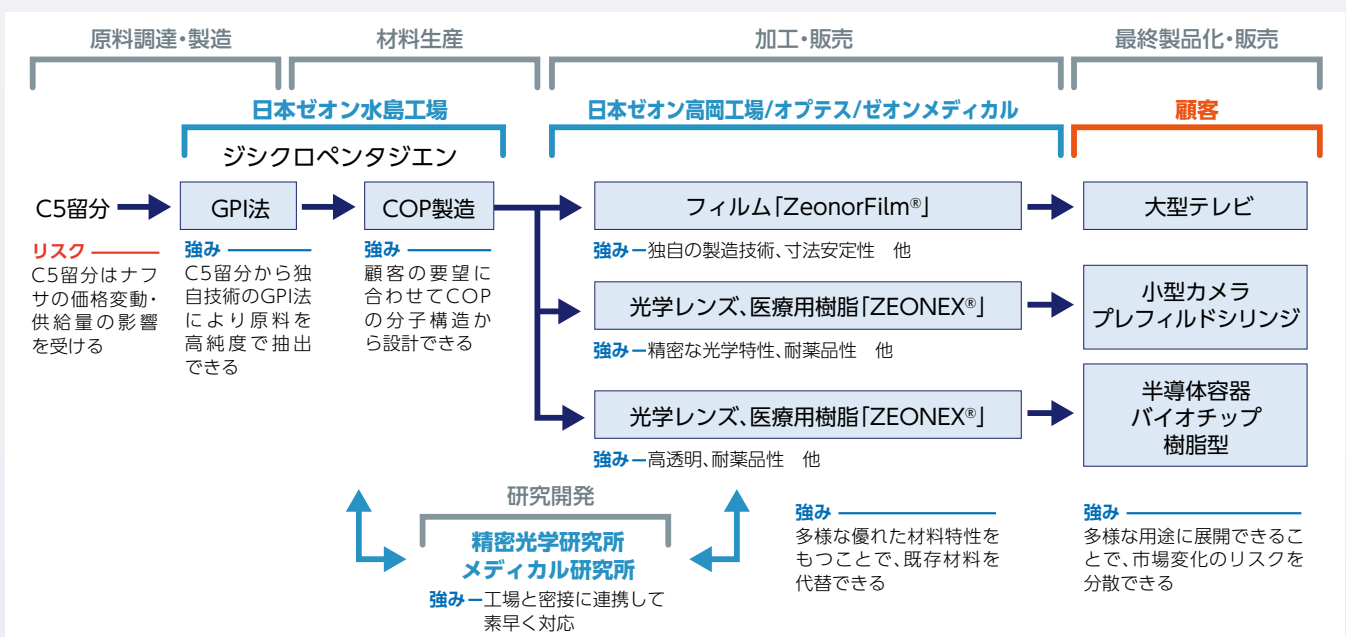 原料調達・製造
材料生産
加工・販売
最終製品化・販売
日本ゼオン水島工場
日本ゼオン高岡工場/オプテス/ゼオンメディカル
顧客
ジシクロペンタジエン
C5留分
GPI法
COP製造
フィルム「ZeonorFilm®」
大型テレビ
リスク
C5留分はナフ
サの価格変動・
供給量の影響
を受ける
強み
C5留分から独
自技術のGPI法
により原料を
高純度で抽出
できる
強み
顧客の要望に
合わせてCOP
の分子構造か
ら設計できる
強み−独自の製造技術、寸法安定性　他
光学レンズ、医療用樹脂「ZEONEX®」
小型カメラ
プレフィルドシリンジ
強み−精密な光学特性、耐薬品性　他
光学レンズ、医療用樹脂「ZEONEX®」
半導体容器
バイオチップ
樹脂型
強み−高透明、耐薬品性　他
研究開発
精密光学研究所
メディカル研究所
強み−工場と密接に連携して
素早く対応
強み
多様な優れた材料特性を
もつことで、既存材料を
代替できる
強み
多様な用途に展開できるこ
とで、市場変化のリスクを
分散できる